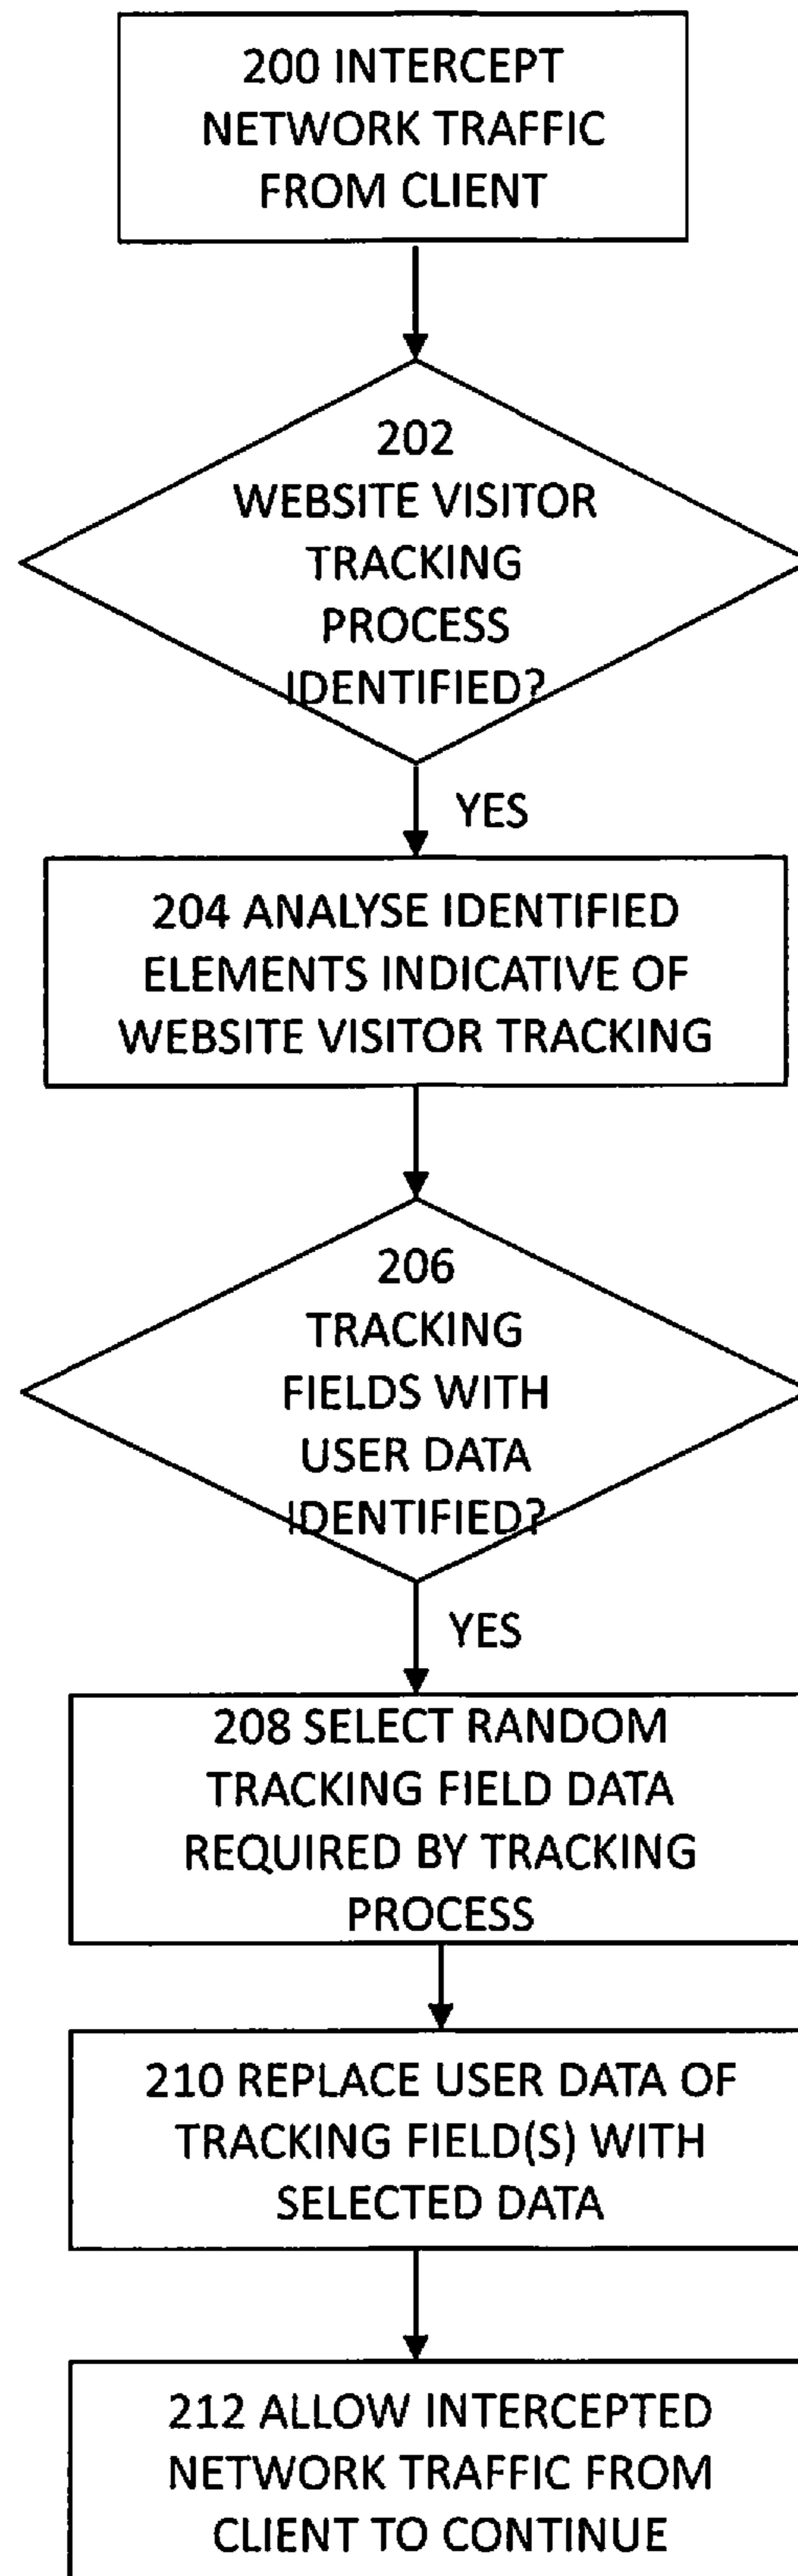 200 INTERCEPT
NETWORK TRAFFIC
FROM CLIENT
202
WEBSITE VISITOR
TRACKING
PROCESS
IDENTIFIED?
YES
204 ANALYSE IDENTIFIED
ELEMENTS INDICATIVE OF
WEBSITE VISITOR TRACKING
206
TRACKING
FIELDS WITH
USER DATA
IDENTIFIED?
YES
208 SELECT RANDOM
TRACKING FIELD DATA
REQUIRED BY TRACKING
PROCESS
210 REPLACE USER DATA OF
TRACKING FIELD(S) WITH
SELECTED DATA
212 ALLOW INTERCEPTED
NETWORK TRAFFIC FROM
CLIENT TO CONTINUE